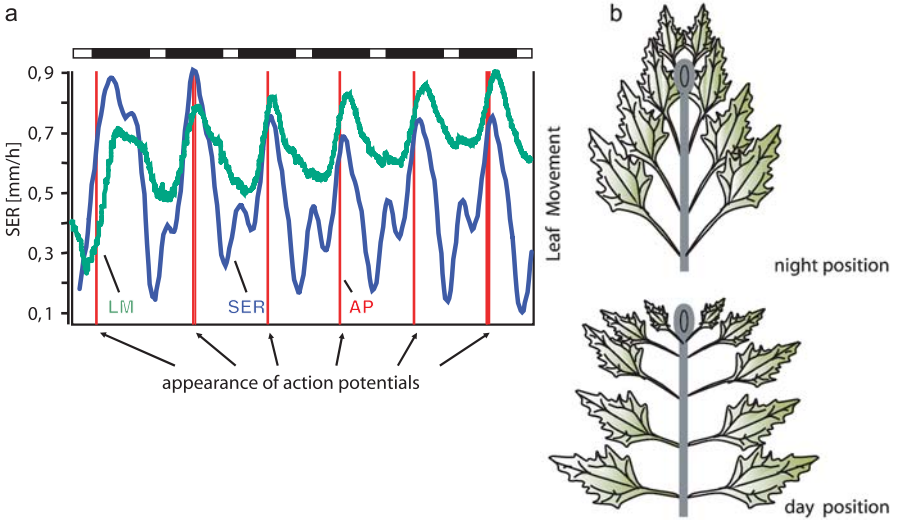 a
b
0,9
0,7
0,5
0,3
0,1
SER [mm/h]
LM
SER
AP
appearance of action potentials
Leaf Movement
night position
day position